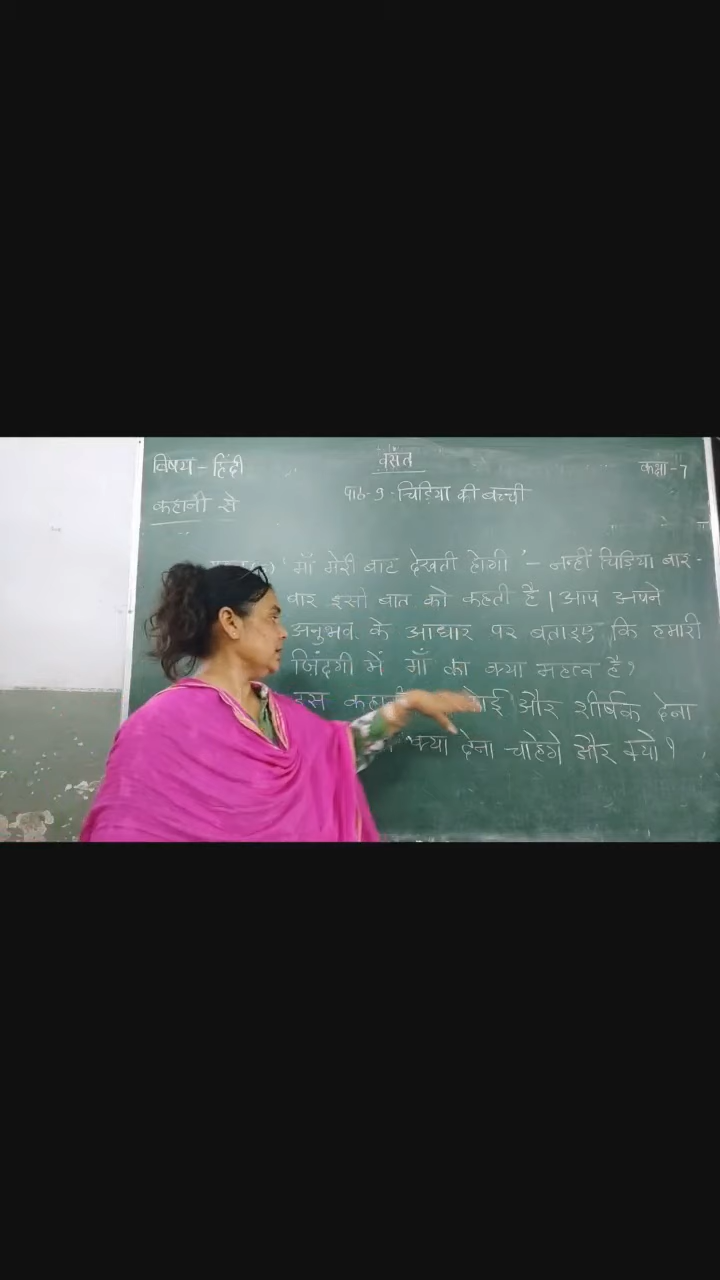 विषय - हिंदी
वसंत
कक्षा - 7
पाठ-9. चिड़िया की बच्ची
कहानी से
'माँ मेरी बाट देखती होगी' - नन्हीं चिड़िया बार -
बार इसी बात को कहती है। आप अपने
अनुभव के आधार पर बताइए कि हमारी
ज़िंदगी में माँ का क्या महत्व है?
इस और शीर्षक देना
क्या देना चाहेंगे और क्यों?